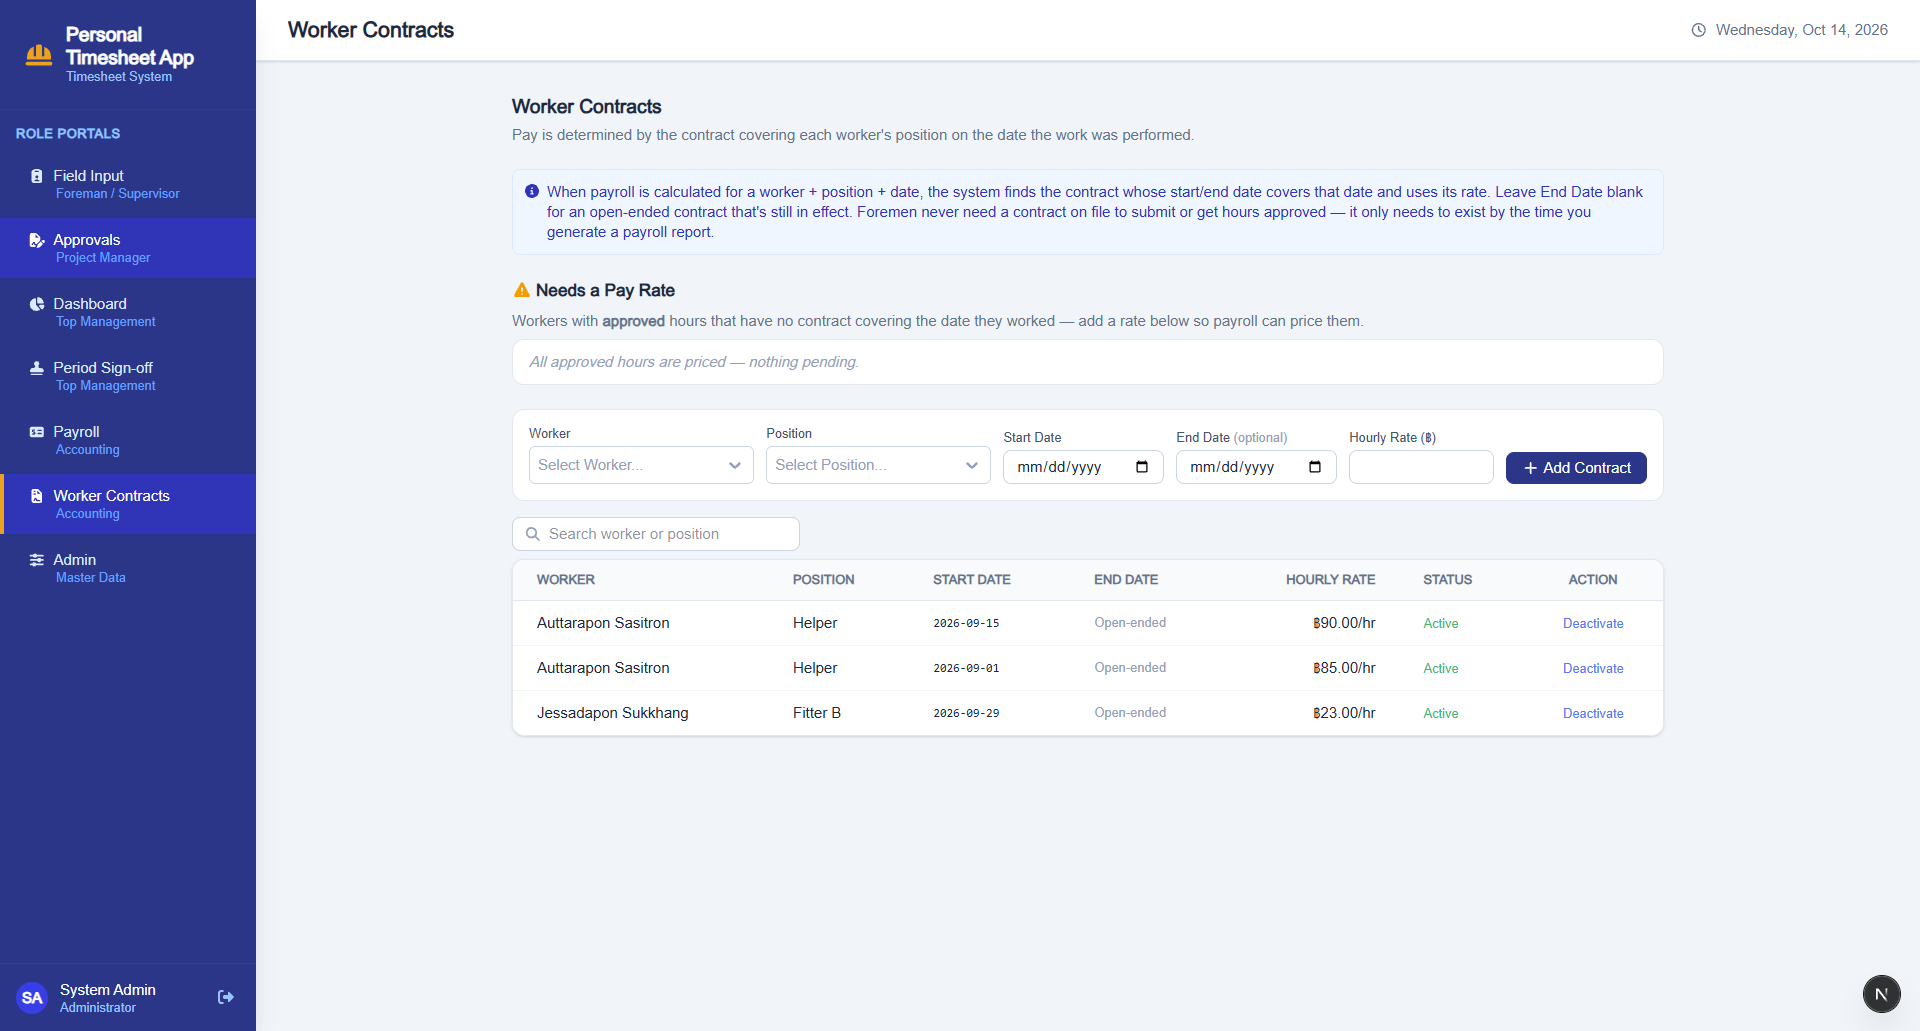 Personal
Timesheet App
Timesheet System
ROLE PORTALS
Field Input
Foreman / Supervisor
Approvals
Project Manager
Dashboard
Top Management
Period Sign-off
Top Management
Payroll
Accounting
Worker Contracts
Accounting
Admin
Master Data
SA
System Admin
Administrator
Worker Contracts
Wednesday, Oct 14, 2026
Worker Contracts
Pay is determined by the contract covering each worker's position on the date the work was performed.
When payroll is calculated for a worker + position + date, the system finds the contract whose start/end date covers that date and uses its rate. Leave End Date blank
for an open-ended contract that's still in effect. Foremen never need a contract on file to submit or get hours approved — it only needs to exist by the time you
generate a payroll report.
Needs a Pay Rate
Workers with approved hours that have no contract covering the date they worked — add a rate below so payroll can price them.
All approved hours are priced — nothing pending.
Worker Position Start Date End Date (optional) Hourly Rate (฿)
Select Worker... Select Position... mm/dd/yyyy mm/dd/yyyy + Add Contract
Search worker or position
WORKER POSITION START DATE END DATE HOURLY RATE STATUS ACTION
Auttarapon Sasitron Helper 2026-09-15 Open-ended ฿90.00/hr Active Deactivate
Auttarapon Sasitron Helper 2026-09-01 Open-ended ฿85.00/hr Active Deactivate
Jessadapon Sukkhang Fitter B 2026-09-29 Open-ended ฿23.00/hr Active Deactivate
N